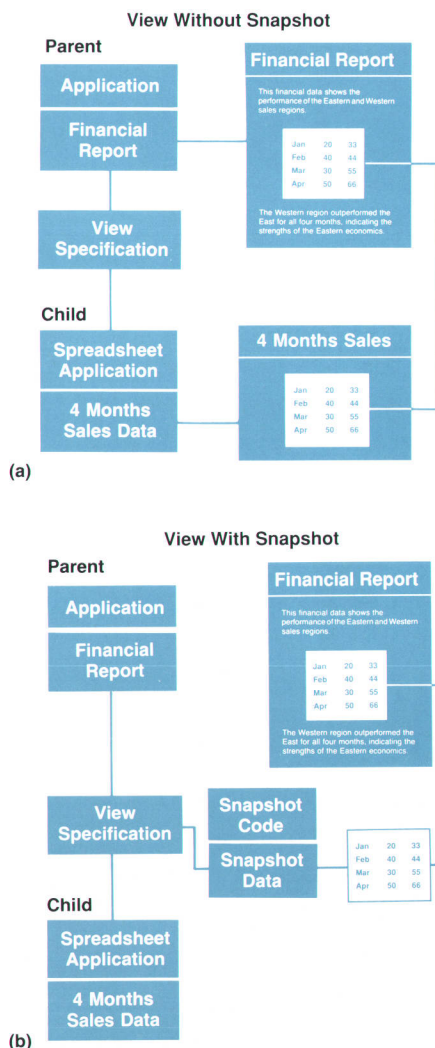 View Without Snapshot
Parent
Application
Financial
Report
View
Specification
Child
Spreadsheet
Application
4 Months
Sales Data
Financial Report
This financial data shows the
performance of the Eastern and Western
sales regions.
Jan 20 33
Feb 40 44
Mar 30 55
Apr 50 66
The Western region outperformed the
East for all four months, indicating the
strengths of the Eastern economics.
4 Months Sales
Jan 20 33
Feb 40 44
Mar 30 55
Apr 50 66
(a)
View With Snapshot
Parent
Application
Financial
Report
View
Specification
Child
Spreadsheet
Application
4 Months
Sales Data
Financial Report
This financial data shows the
performance of the Eastern and Western
sales regions.
Jan 20 33
Feb 40 44
Mar 30 55
Apr 50 66
The Western region outperformed the
East for all four months, indicating the
strengths of the Eastern economics.
Snapshot
Code
Snapshot
Data
Jan 20 33
Feb 40 44
Mar 30 55
Apr 50 66
(b)